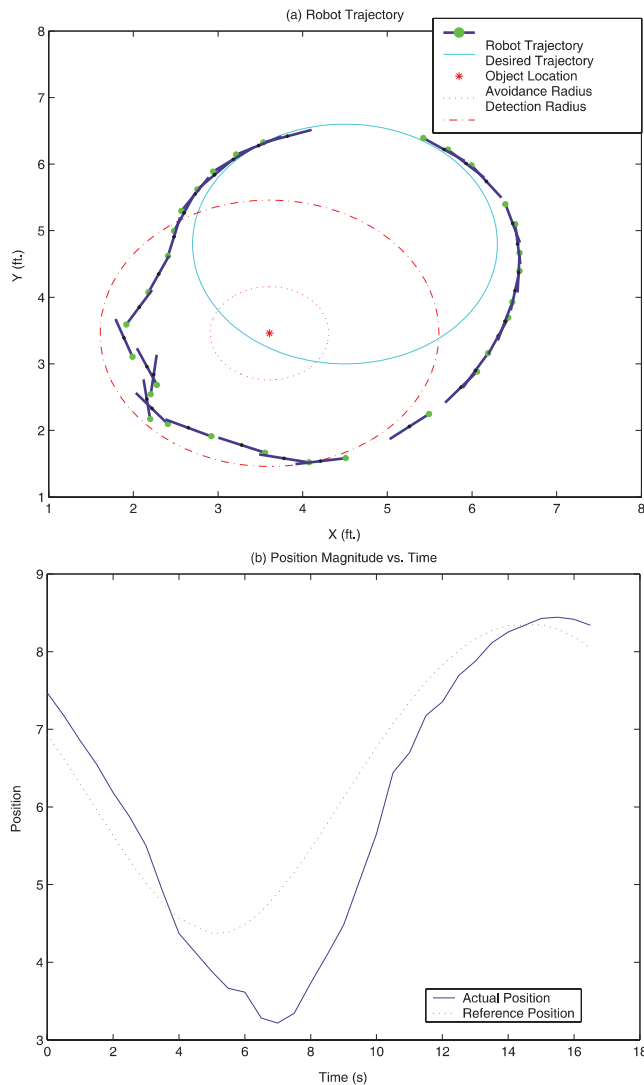 (a) Robot Trajectory
8
7
6
5
4
3
2
1
Y (ft.)
1 2 3 4 5 6 7 8
X (ft.)
Robot Trajectory
Desired Trajectory
Object Location
Avoidance Radius
Detection Radius
(b) Position Magnitude vs. Time
9
8
7
6
5
4
3
Position
0 2 4 6 8 10 12 14 16 18
Time (s)
Actual Position
Reference Position